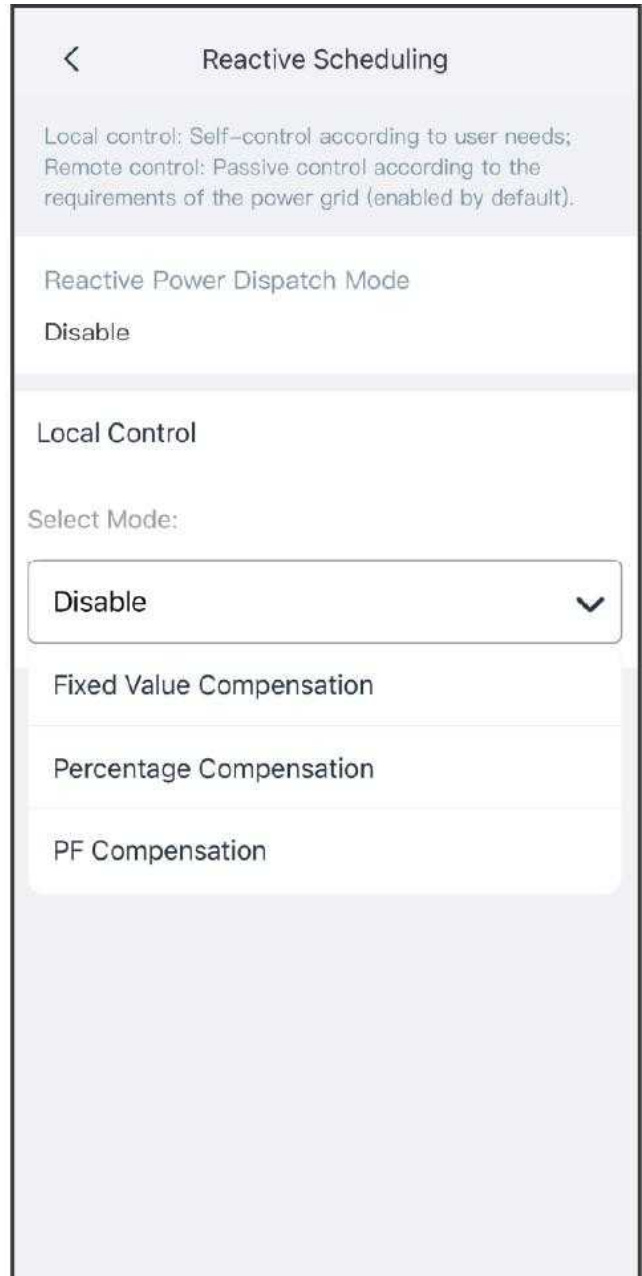 Reactive Scheduling
Local control: Self-control according to user needs;
Remote control: Passive control according to the
requirements of the power grid (enabled by default).
Reactive Power Dispatch Mode
Disable
Local Control
Select Mode:
Disable
Fixed Value Compensation
Percentage Compensation
PF Compensation